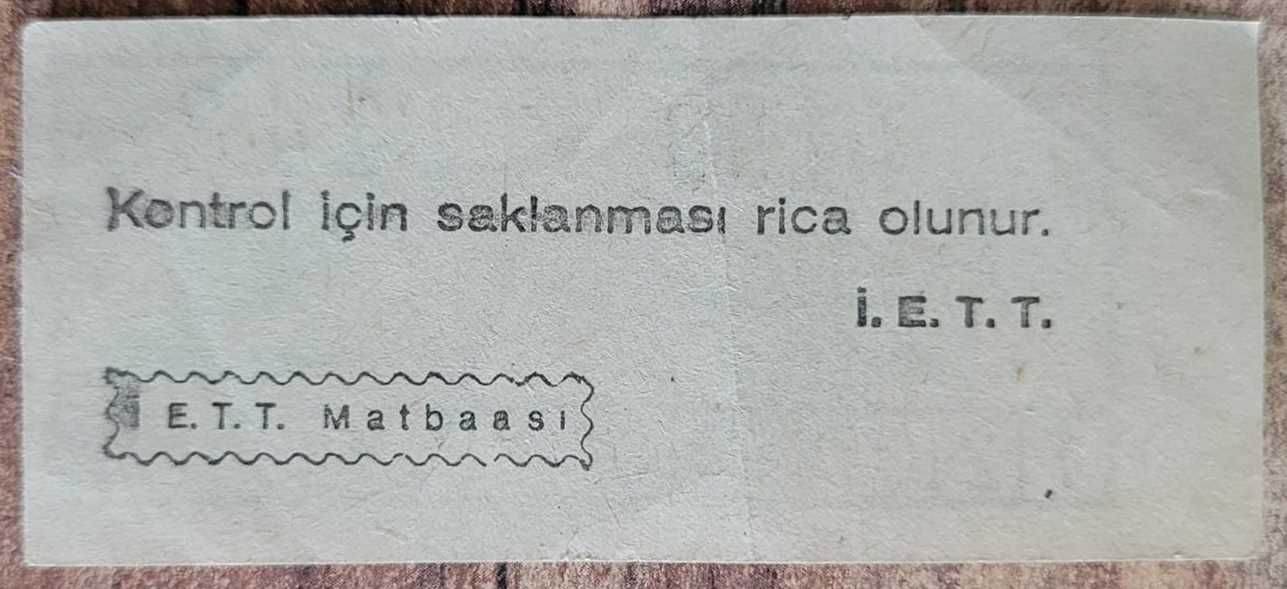 Kontrol için saklanması rica olunur.
İ. E. T. T.
E. T. T. Matbaası